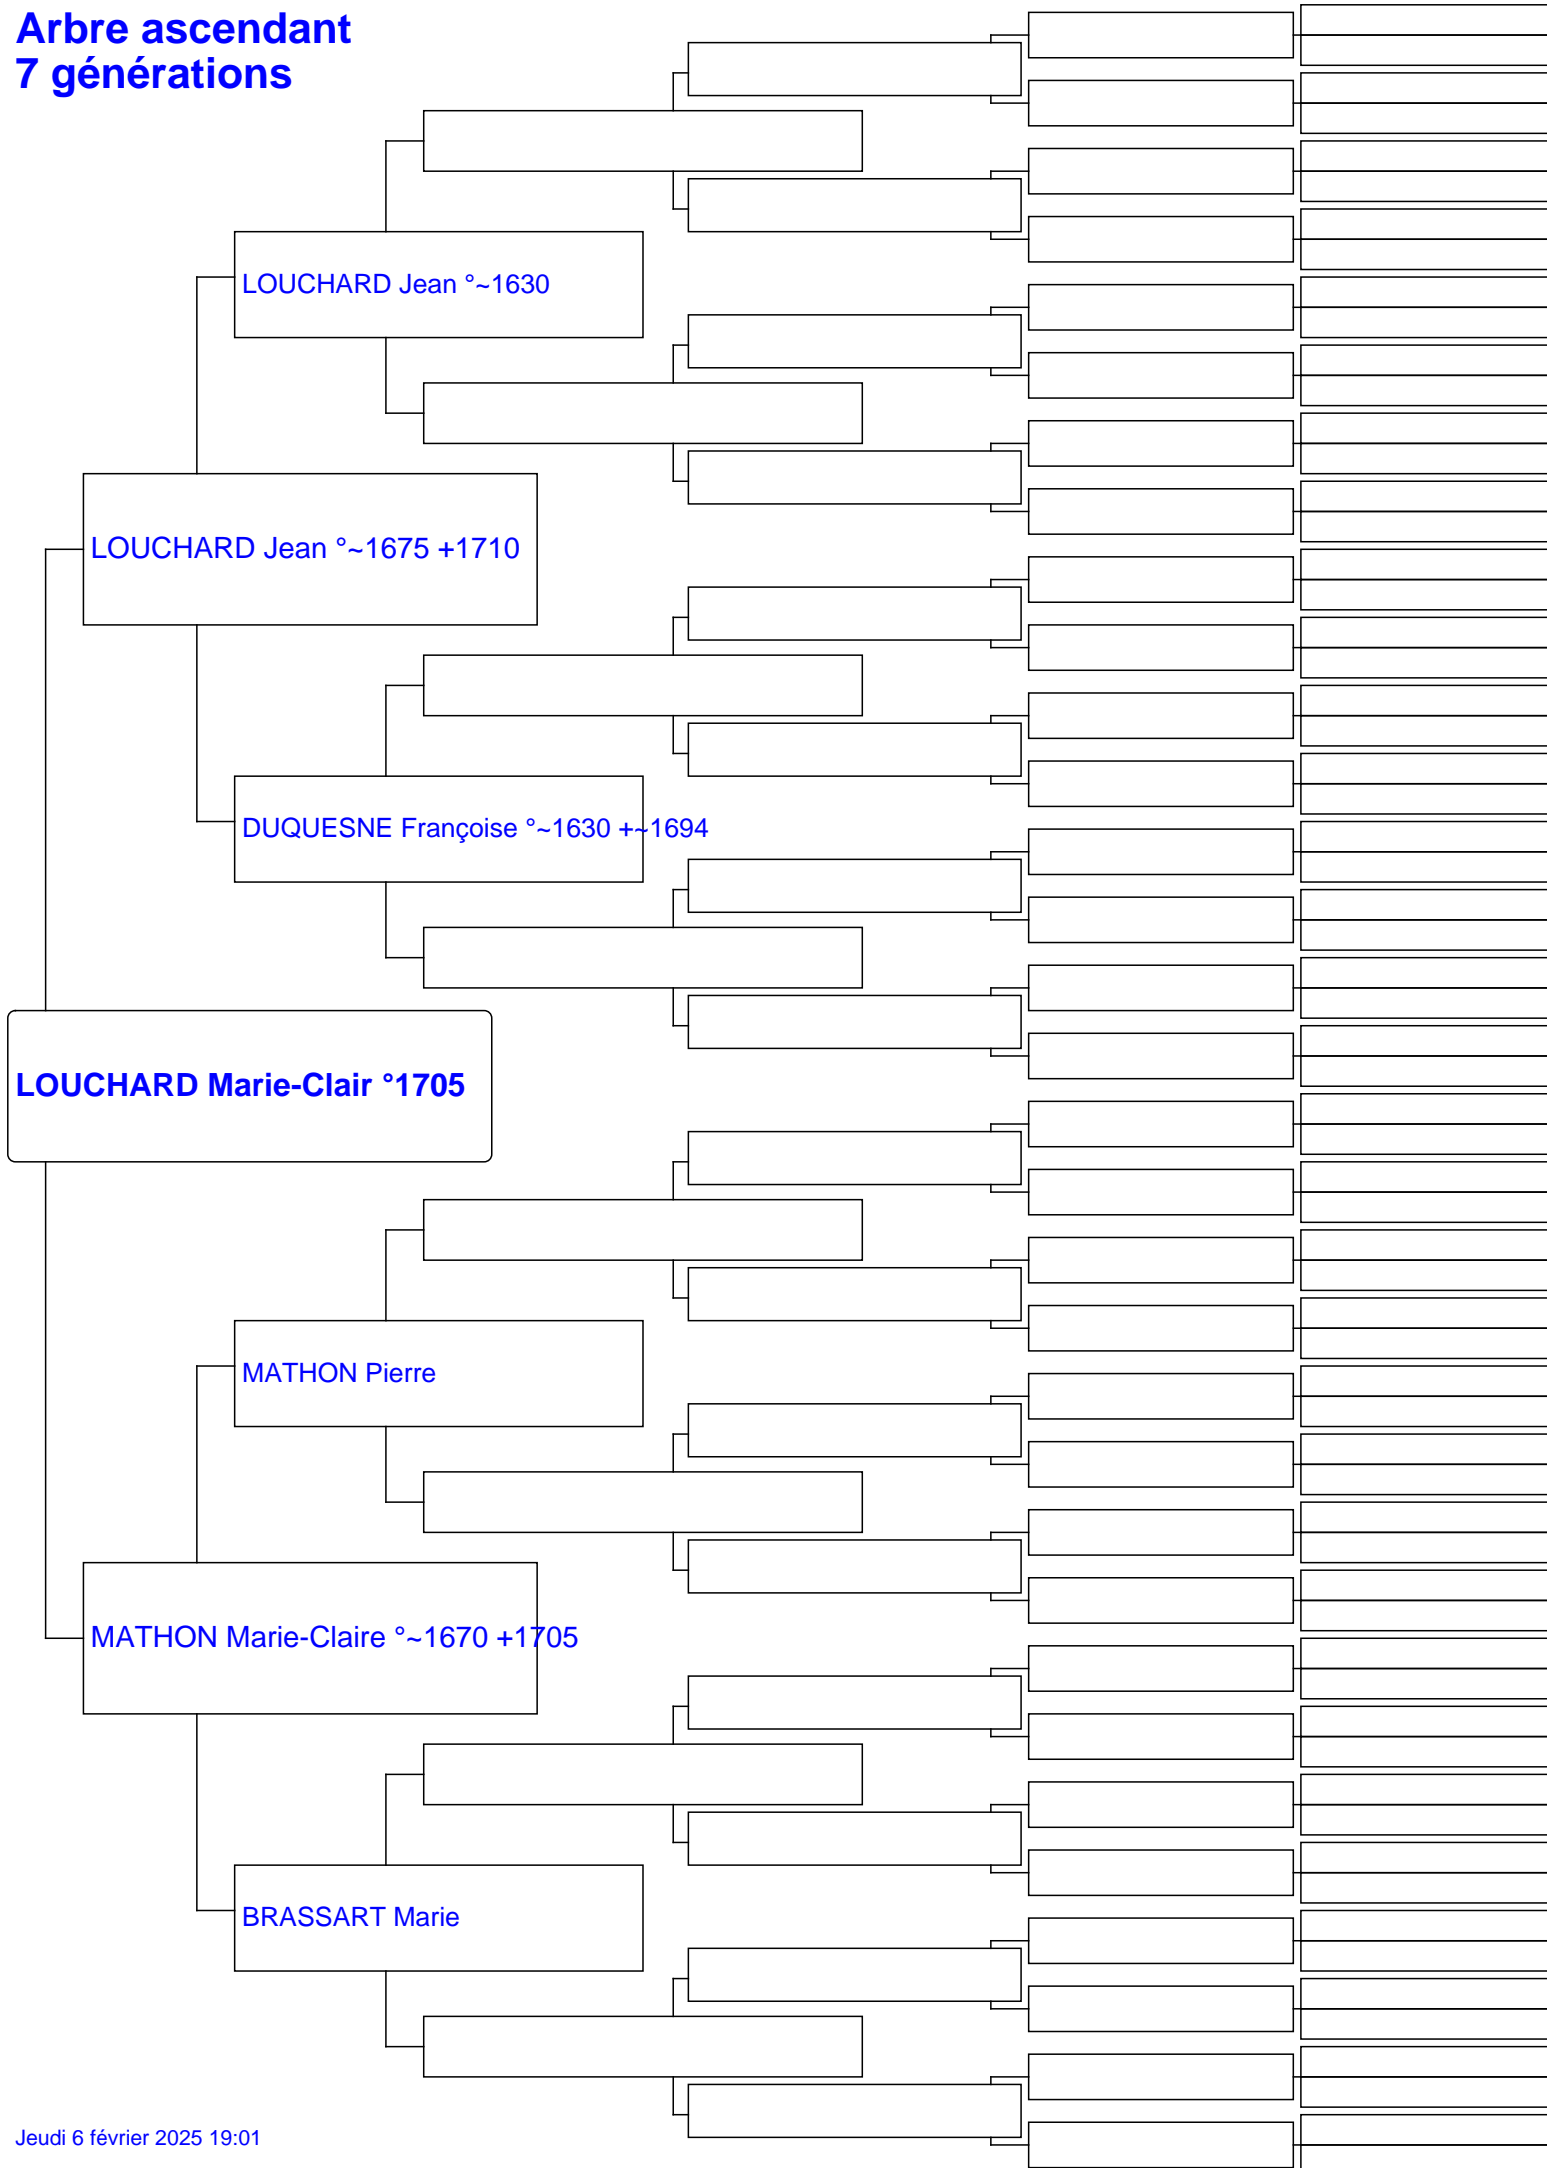 Arbre ascendant
7 générations
LOUCHARD Jean °~1630
LOUCHARD Jean °~1675 +1710
DUQUESNE Françoise °~1630 +~1694
LOUCHARD Marie-Clair °1705
MATHON Pierre
MATHON Marie-Claire °~1670 +1705
BRASSART Marie
Jeudi 6 février 2025 19:01